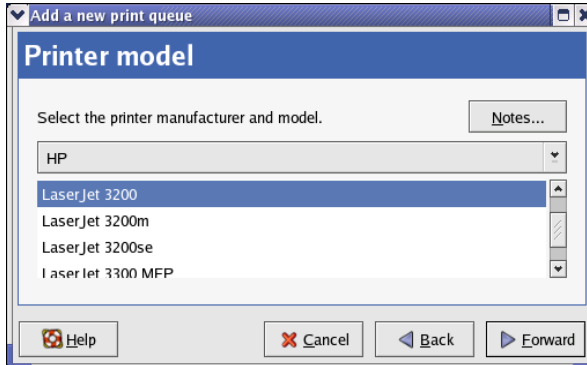 Add a new print queue
Printer model
Select the printer manufacturer and model.
Notes...
HP
LaserJet 3200
LaserJet 3200m
LaserJet 3200se
LaserJet 3300 MFP
Help
Cancel
Back
Forward